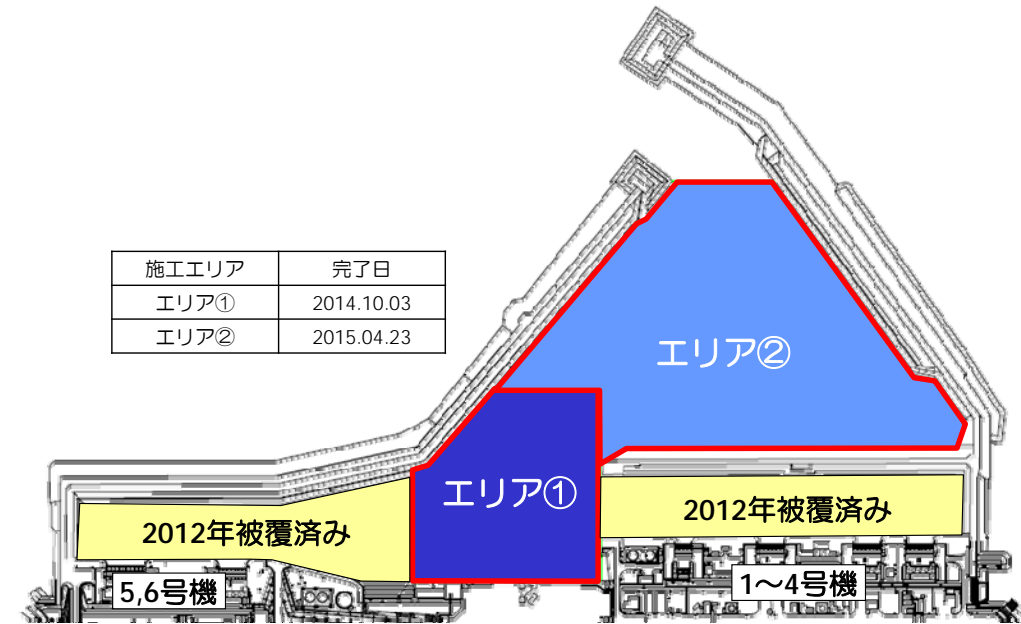 施工エリア 完了日
エリア① 2014.10.03
エリア② 2015.04.23
エリア②
エリア①
2012年被覆済み
2012年被覆済み
5,6号機
1～4号機